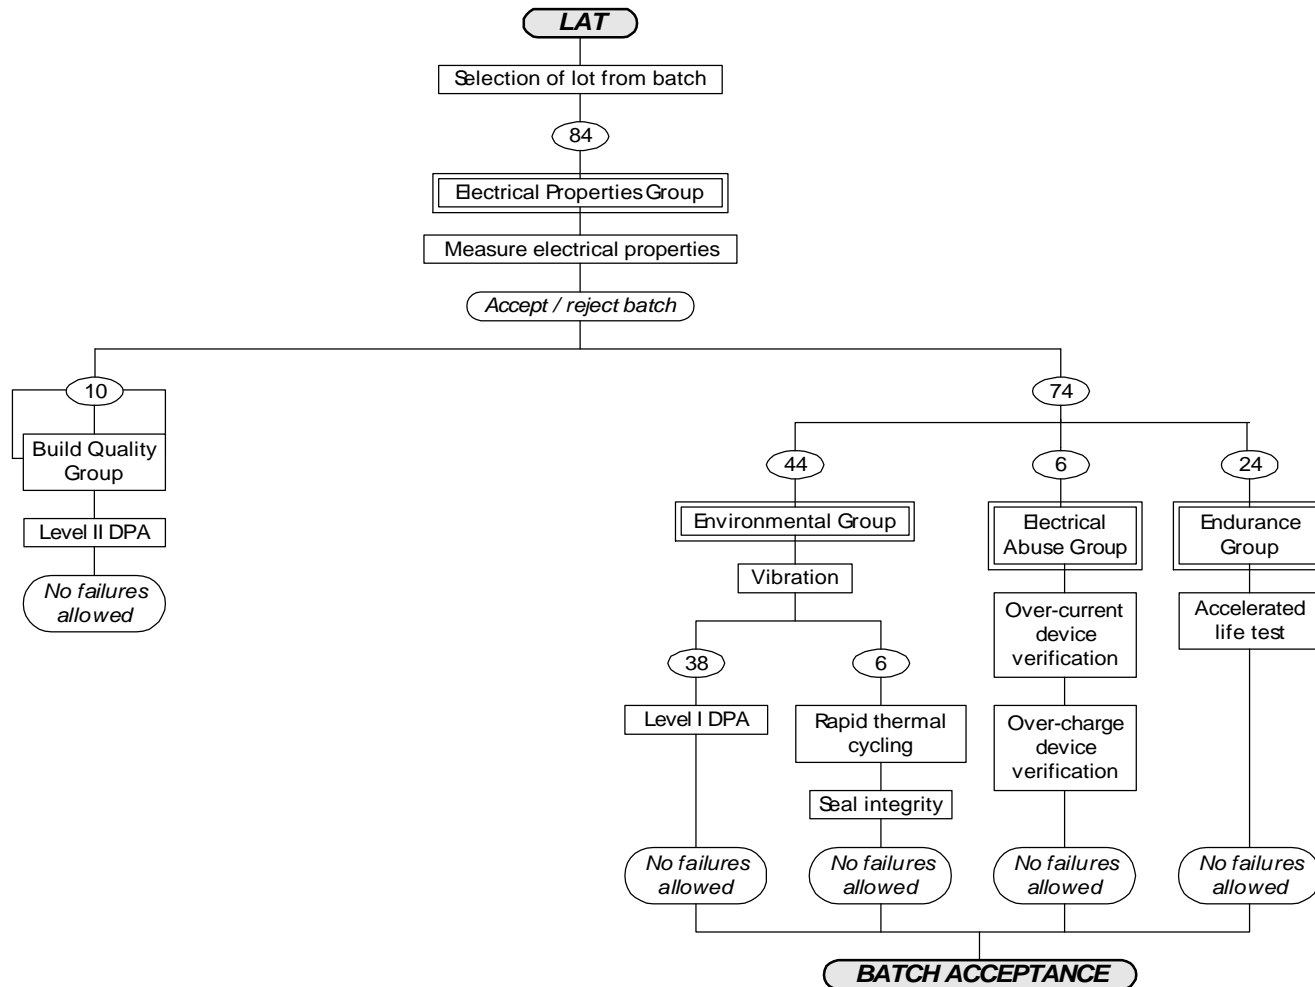 LAT
Selection of lot from batch
84
Electrical Properties Group
Measure electrical properties
Accept / reject batch
10
Build Quality
Group
Level II DPA
No failures
allowed
74
44
Environmental Group
Vibration
38
Level I DPA
No failures
allowed
6
Rapid thermal
cycling
Seal integrity
No failures
allowed
6
Electrical
Abuse Group
Over-current
device
verification
Over-charge
device
verification
No failures
allowed
24
Endurance
Group
Accelerated
life test
No failures
allowed
BATCH ACCEPTANCE